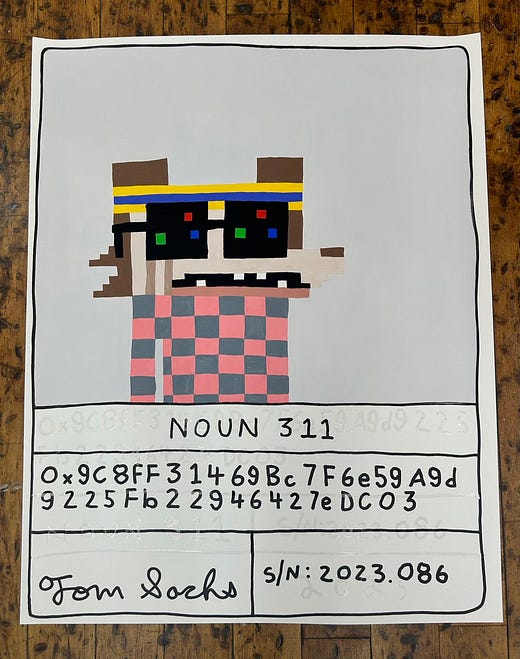 NOUN 311
0x9C8FF31469Bc7F6e59A9d
9225Fb22946427eDC03
Tom Sachs
S/N: 2023.086